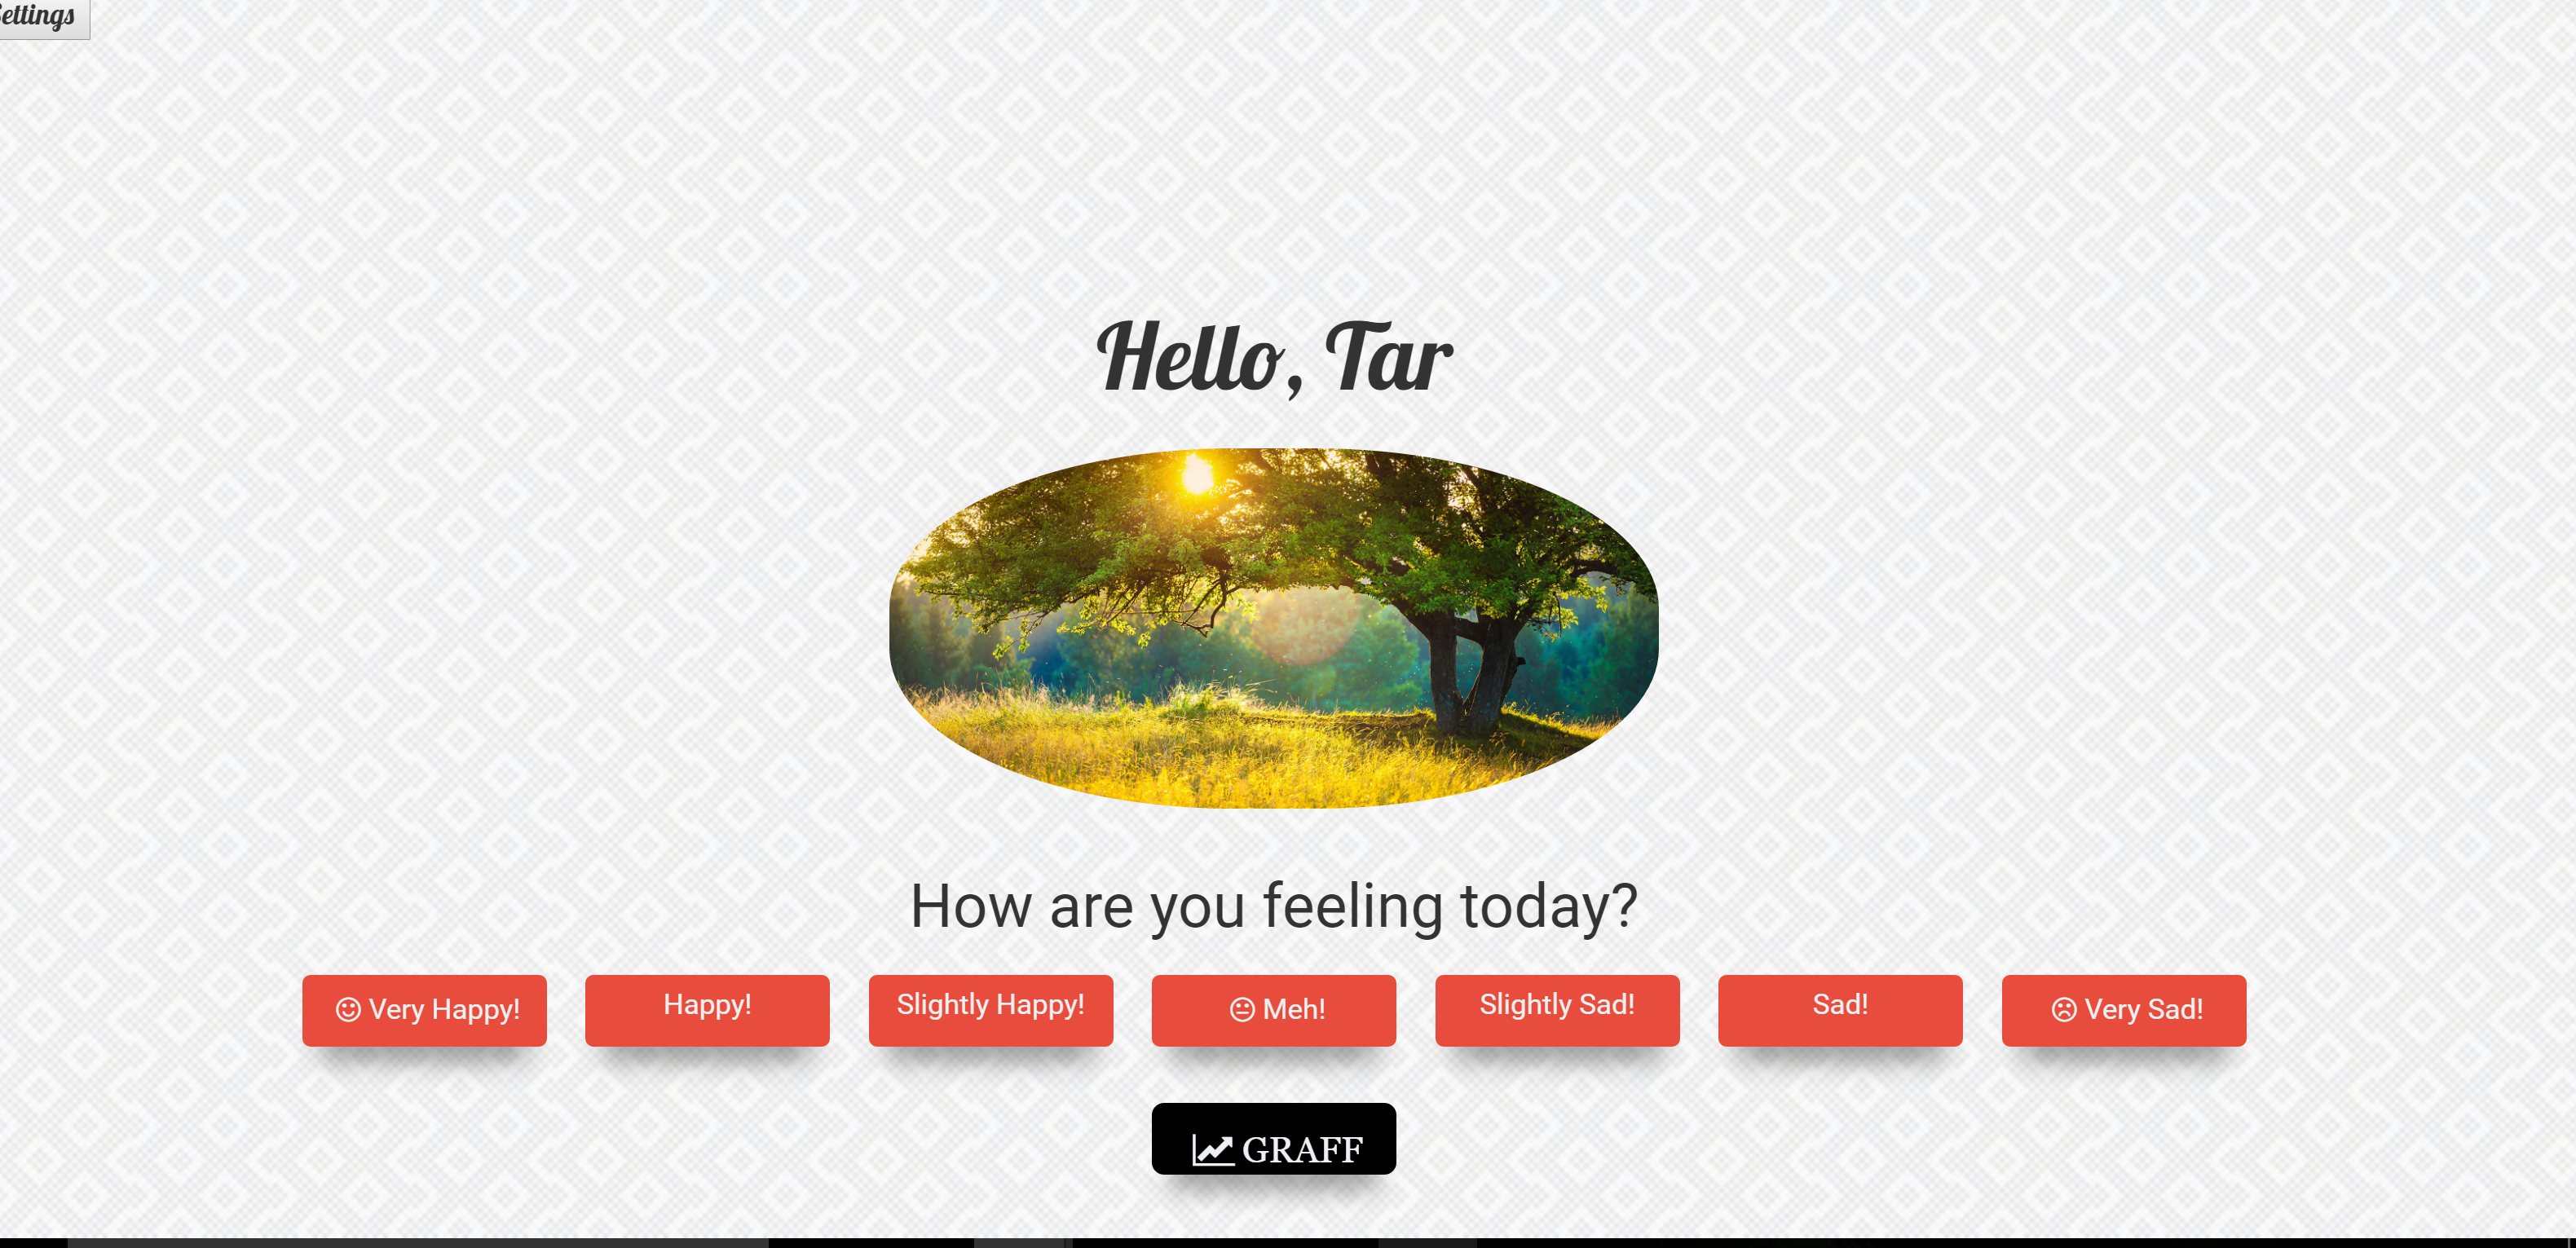 ettings
Hello, Tar
How are you feeling today?
Very Happy!
Happy!
Slightly Happy!
Meh!
Slightly Sad!
Sad!
Very Sad!
GRAFF